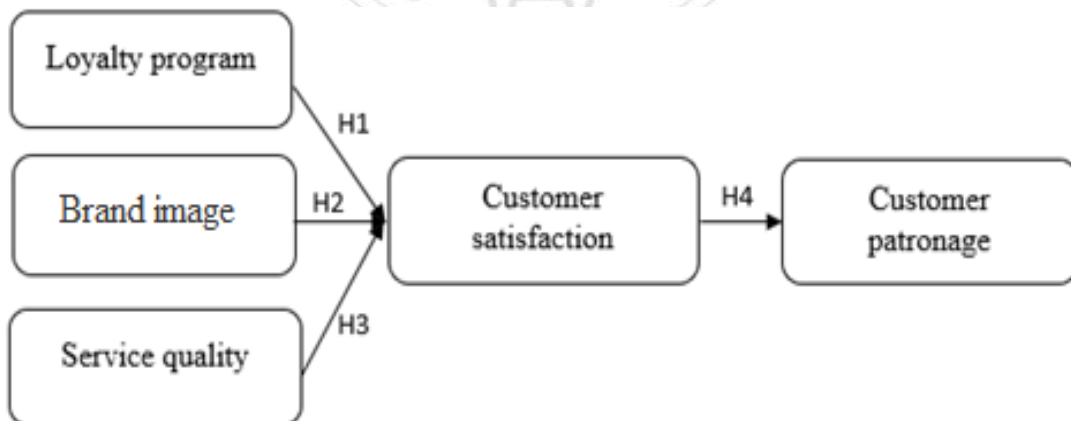 Loyalty program
H1
Brand image
H2
Customer
satisfaction
H4
Customer
patronage
H3
Service quality